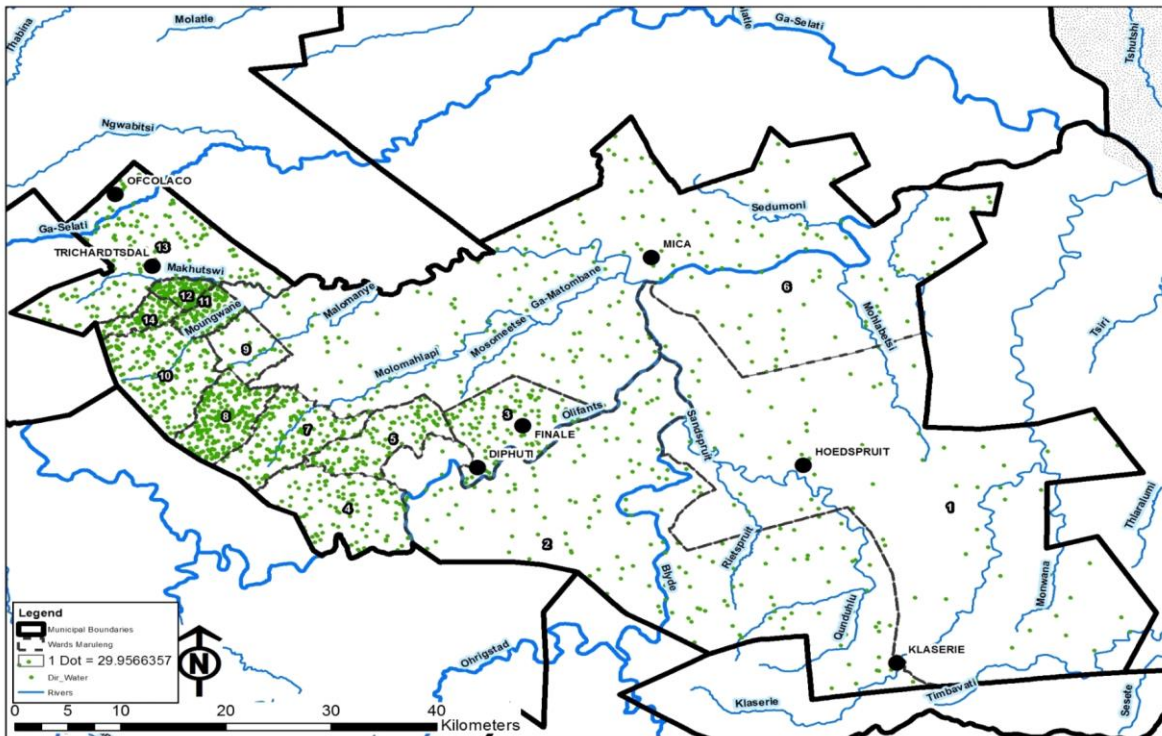 Molatle
Molatle
Ga-Selati
Thabina
Tshutshi
Ngwabitsi
OFCOLACO
Sedumoni
Ga-Selati
13
MICA
TRICHARDTSDAL
Makhutswi
6
12
11
Ga-Matombane
Malomanye
Moungwane
14
Mohlabetsi
Tsiri
Mosomeetse
9
Molomahlapi
10
8
3
Olifants
7
FINALE
5
Sandspruit
DIPHUTI
HOEDSPRUIT
4
1
Thlaralumi
2
Rietspruit
Blyde
Monwana
Qunduhlu
Legend
Municipal Boundaries
Wards Maruleng
1 Dot = 29.9566357
Dir_Water
Rivers
N
Ohrigstad
KLASERIE
Timbavati
Klaserie
Sesete
0 5 10 20 30 40
Kilometers